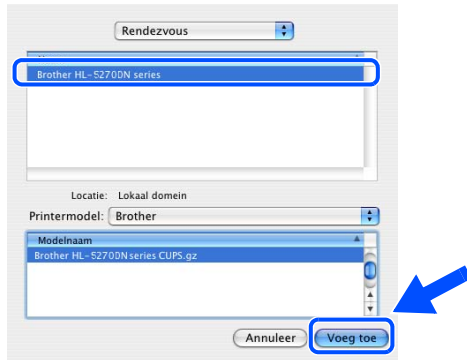 Rendezvous
Brother HL-5270DN series
Locatie: Lokaal domein
Printermodel: Brother
Modelnaam
Brother HL-5270DN series CUPS.gz
Annuleer Voeg toe